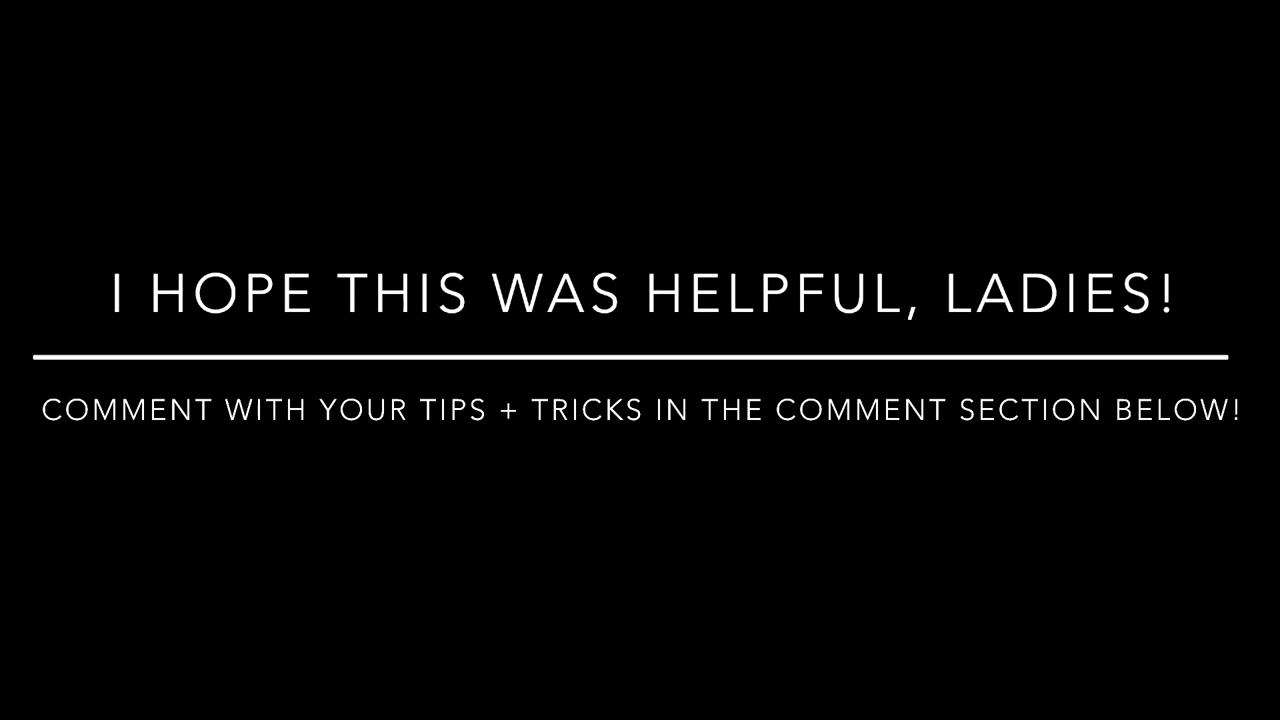 I HOPE THIS WAS HELPFUL, LADIES!
COMMENT WITH YOUR TIPS + TRICKS IN THE COMMENT SECTION BELOW!